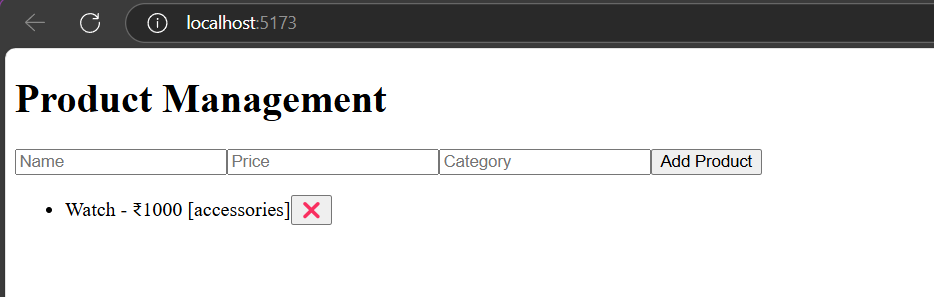 localhost:5173
Product Management
Name Price Category Add Product
• Watch - ₹1000 [accessories] ❌